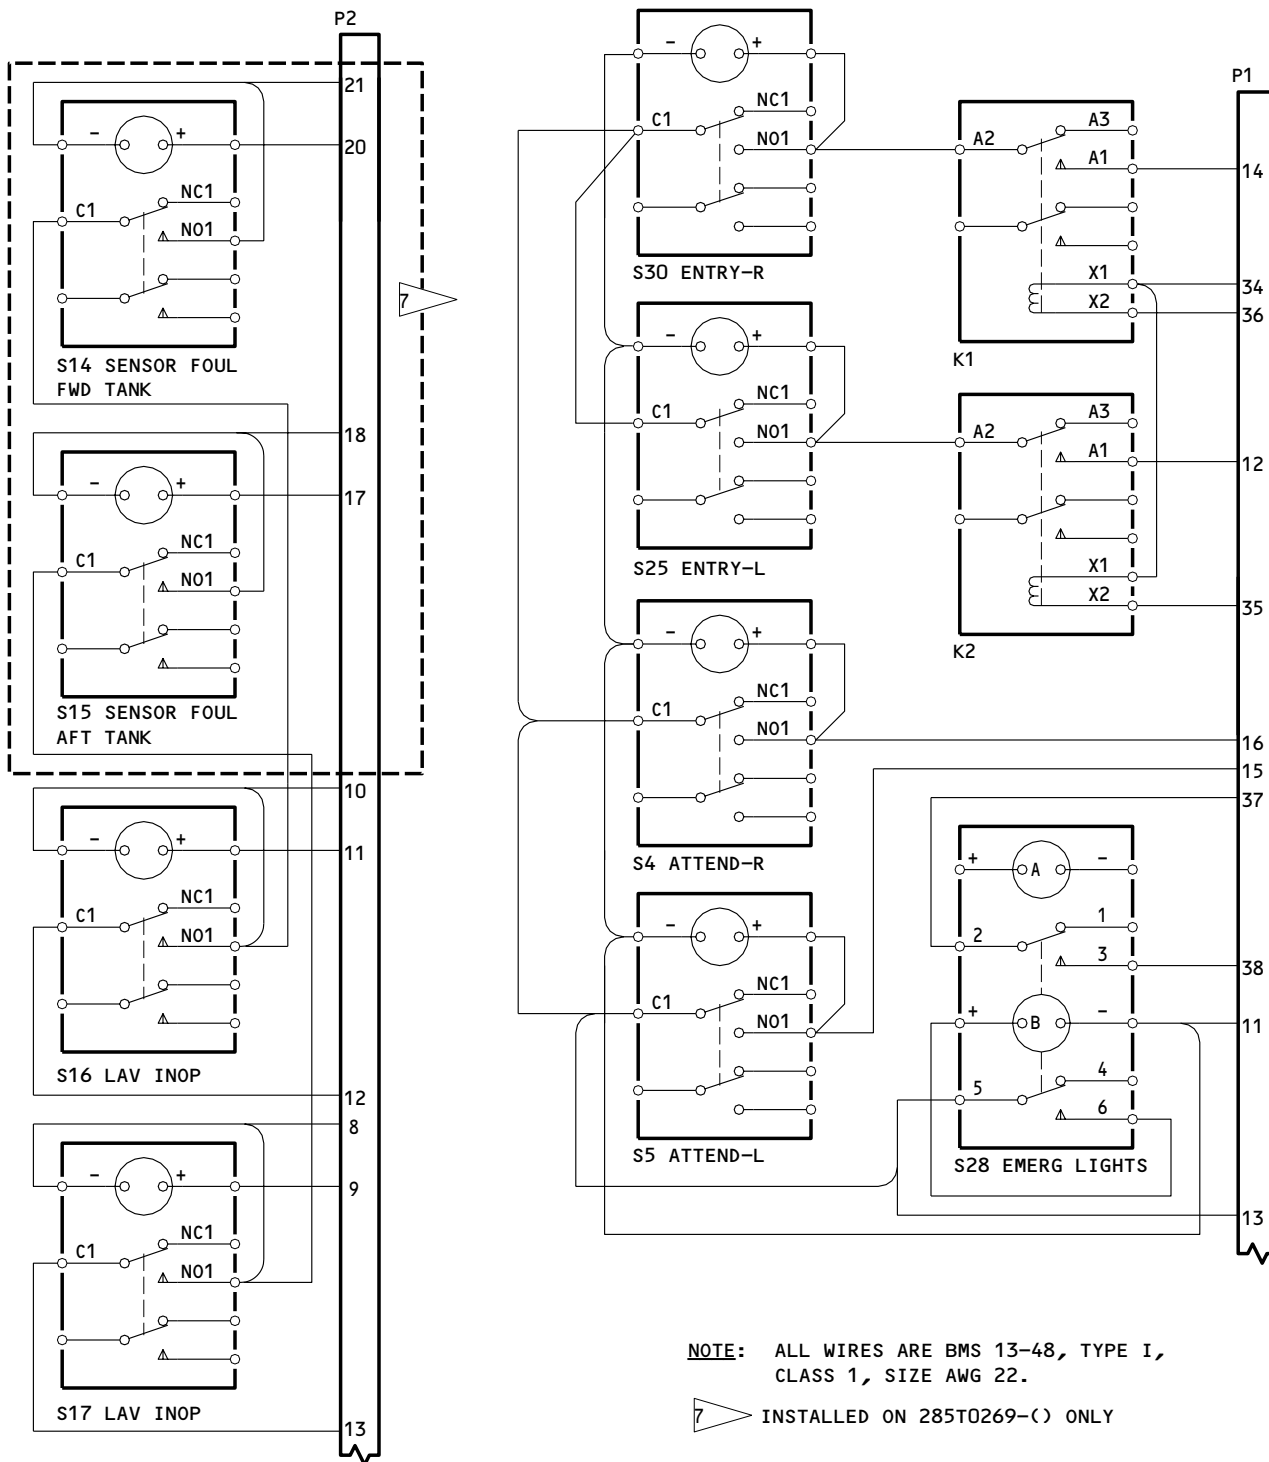 P2
21
- +
20
NC1
C1
NO1
7
S14 SENSOR FOUL
FWD TANK
18
- +
17
NC1
C1
NO1
S15 SENSOR FOUL
AFT TANK
10
- +
11
NC1
C1
NO1
S16 LAV INOP
12
8
- +
9
NC1
C1
NO1
S17 LAV INOP
13
- +
NC1
C1
NO1
S30 ENTRY-R
- +
NC1
C1
NO1
S25 ENTRY-L
- +
NC1
C1
NO1
S4 ATTEND-R
- +
NC1
C1
NO1
S5 ATTEND-L
P1
A3
A2
A1
14
X1
34
X2
36
K1
A3
A2
A1
12
X1
X2
35
K2
16
15
37
+ A -
1
2
3
38
+ B -
11
4
5
6
S28 EMERG LIGHTS
13
NOTE: ALL WIRES ARE BMS 13-48, TYPE I,
CLASS 1, SIZE AWG 22.
7 INSTALLED ON 285T0269-() ONLY